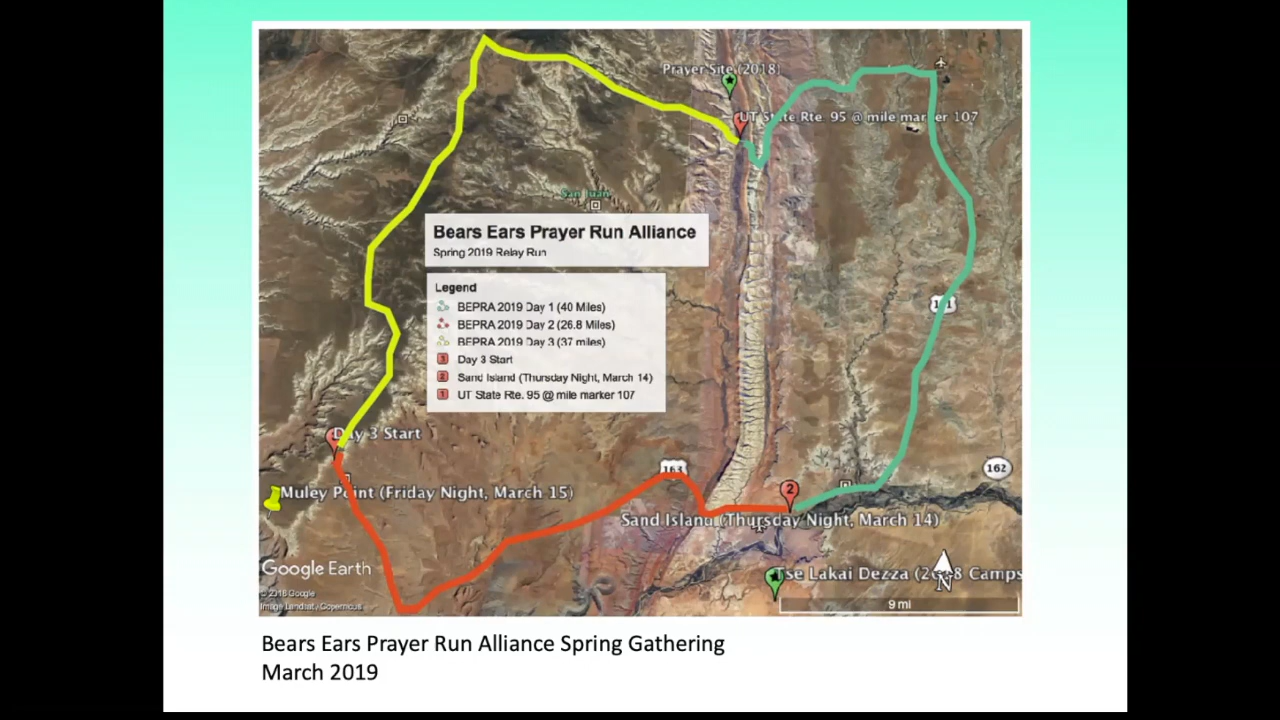 Prayer Site (2018)
UT State Rte. 95 @ mile marker 107
San Juan
Bears Ears Prayer Run Alliance
Spring 2019 Relay Run
Legend
BEPRA 2019 Day 1 (40 Miles)
BEPRA 2019 Day 2 (26.8 Miles)
BEPRA 2019 Day 3 (37 miles)
3 Day 3 Start
2 Sand Island (Thursday Night, March 14)
1 UT State Rte. 95 @ mile marker 107
191
Day 3 Start
163
162
Muley Point (Friday Night, March 15)
2
Sand Island (Thursday Night, March 14)
Google Earth
Tse Lakai Dezza (2018 Camps
N
© 2018 Google
Image Landsat / Copernicus
9 mi
Bears Ears Prayer Run Alliance Spring Gathering
March 2019